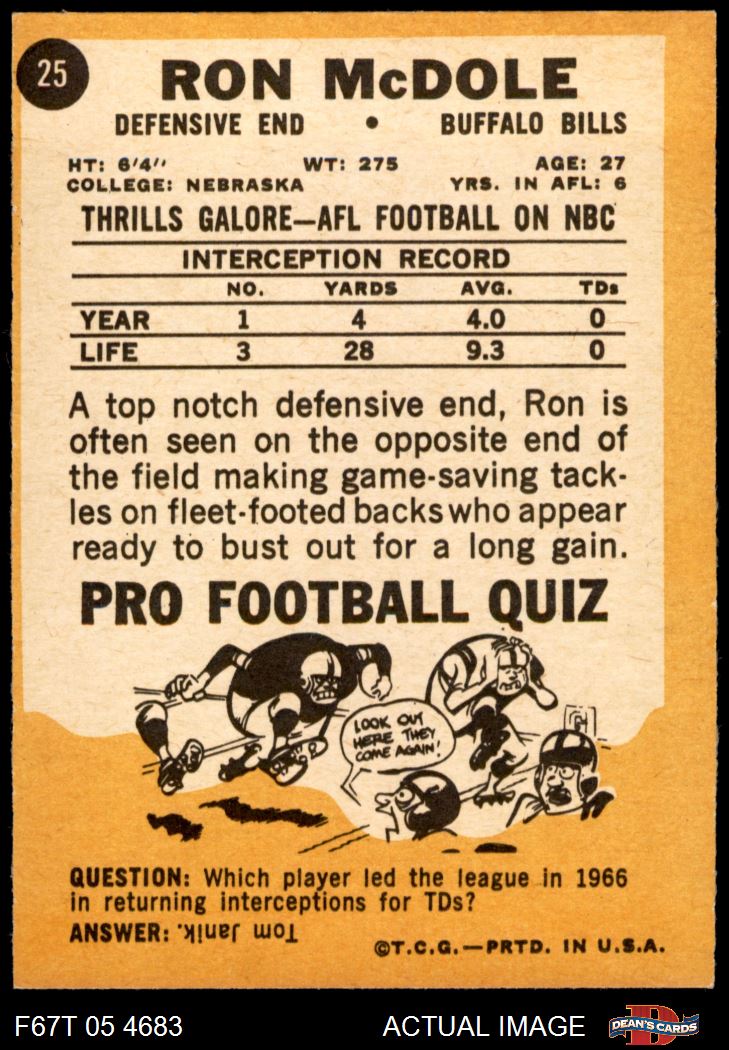 25
RON McDOLE
DEFENSIVE END • BUFFALO BILLS
HT: 6'4" WT: 275 AGE: 27
COLLEGE: NEBRASKA YRS. IN AFL: 6
THRILLS GALORE—AFL FOOTBALL ON NBC
INTERCEPTION RECORD
NO. YARDS AVG. TDs
YEAR 1 4 4.0 0
LIFE 3 28 9.3 0
A top notch defensive end, Ron is
often seen on the opposite end of
the field making game-saving tack-
les on fleet-footed backs who appear
ready to bust out for a long gain.
PRO FOOTBALL QUIZ
LOOK OUT
HERE THEY
COME AGAIN!
QUESTION: Which player led the league in 1966
in returning interceptions for TDs?
ANSWER: Tom Janik.
©T.C.G.—PRTD. IN U.S.A.
F67T 05 4683 ACTUAL IMAGE
D
DEAN'S CARDS